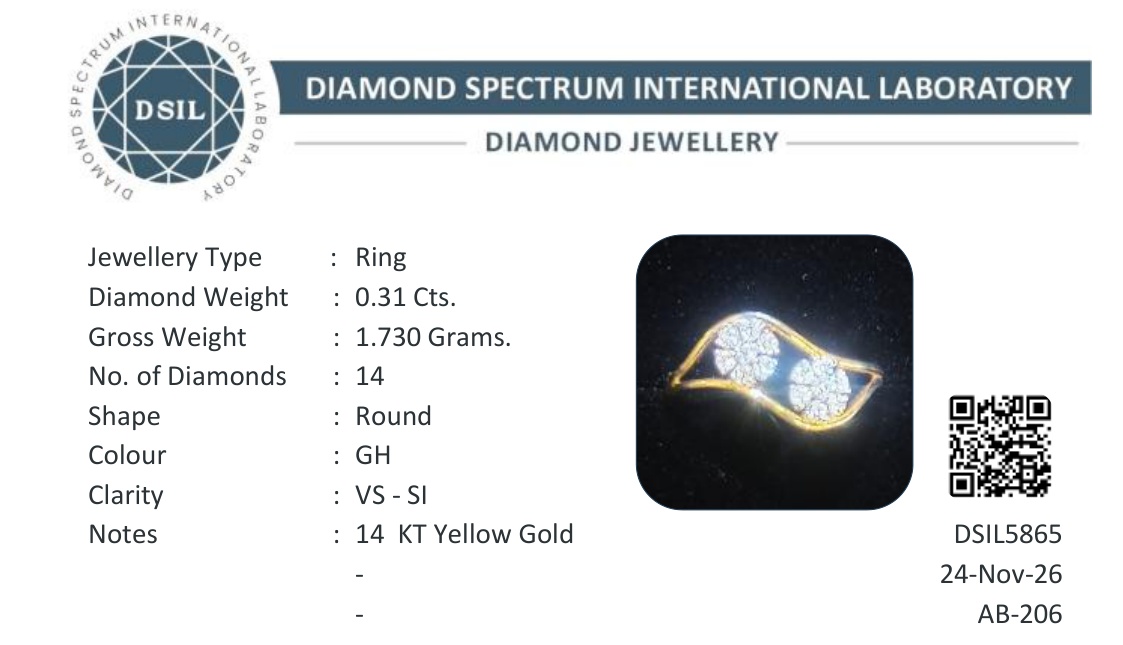 DIAMOND SPECTRUM INTERNATIONAL LABORATORY
DSIL
DIAMOND SPECTRUM INTERNATIONAL LABORATORY
DIAMOND JEWELLERY
Jewellery Type : Ring
Diamond Weight : 0.31 Cts.
Gross Weight : 1.730 Grams.
No. of Diamonds : 14
Shape : Round
Colour : GH
Clarity : VS - SI
Notes : 14 KT Yellow Gold
-
-
DSIL5865
24-Nov-26
AB-206